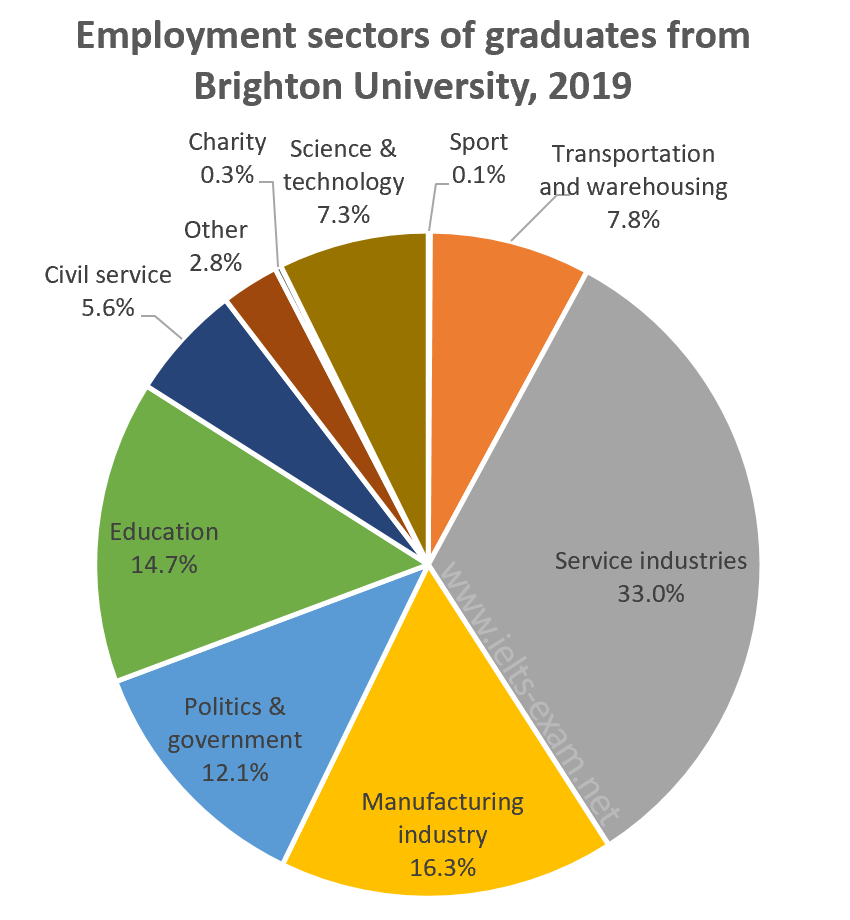 Employment sectors of graduates from
Brighton University, 2019
Charity
0.3%
Science &
technology
7.3%
Sport
0.1%
Transportation
and warehousing
7.8%
Other
2.8%
Civil service
5.6%
Education
14.7%
Service industries
33.0%
Politics &
government
12.1%
Manufacturing
industry
16.3%
www.ielts-exam.net